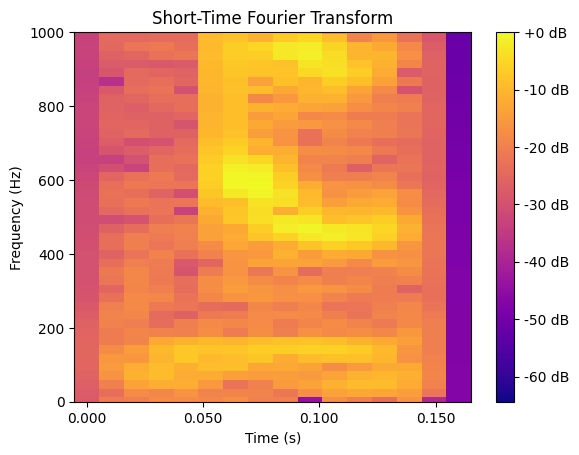 Short-Time Fourier Transform
1000
800
600
400
200
0
Frequency (Hz)
0.000
0.050
0.100
0.150
Time (s)
+0 dB
-10 dB
-20 dB
-30 dB
-40 dB
-50 dB
-60 dB